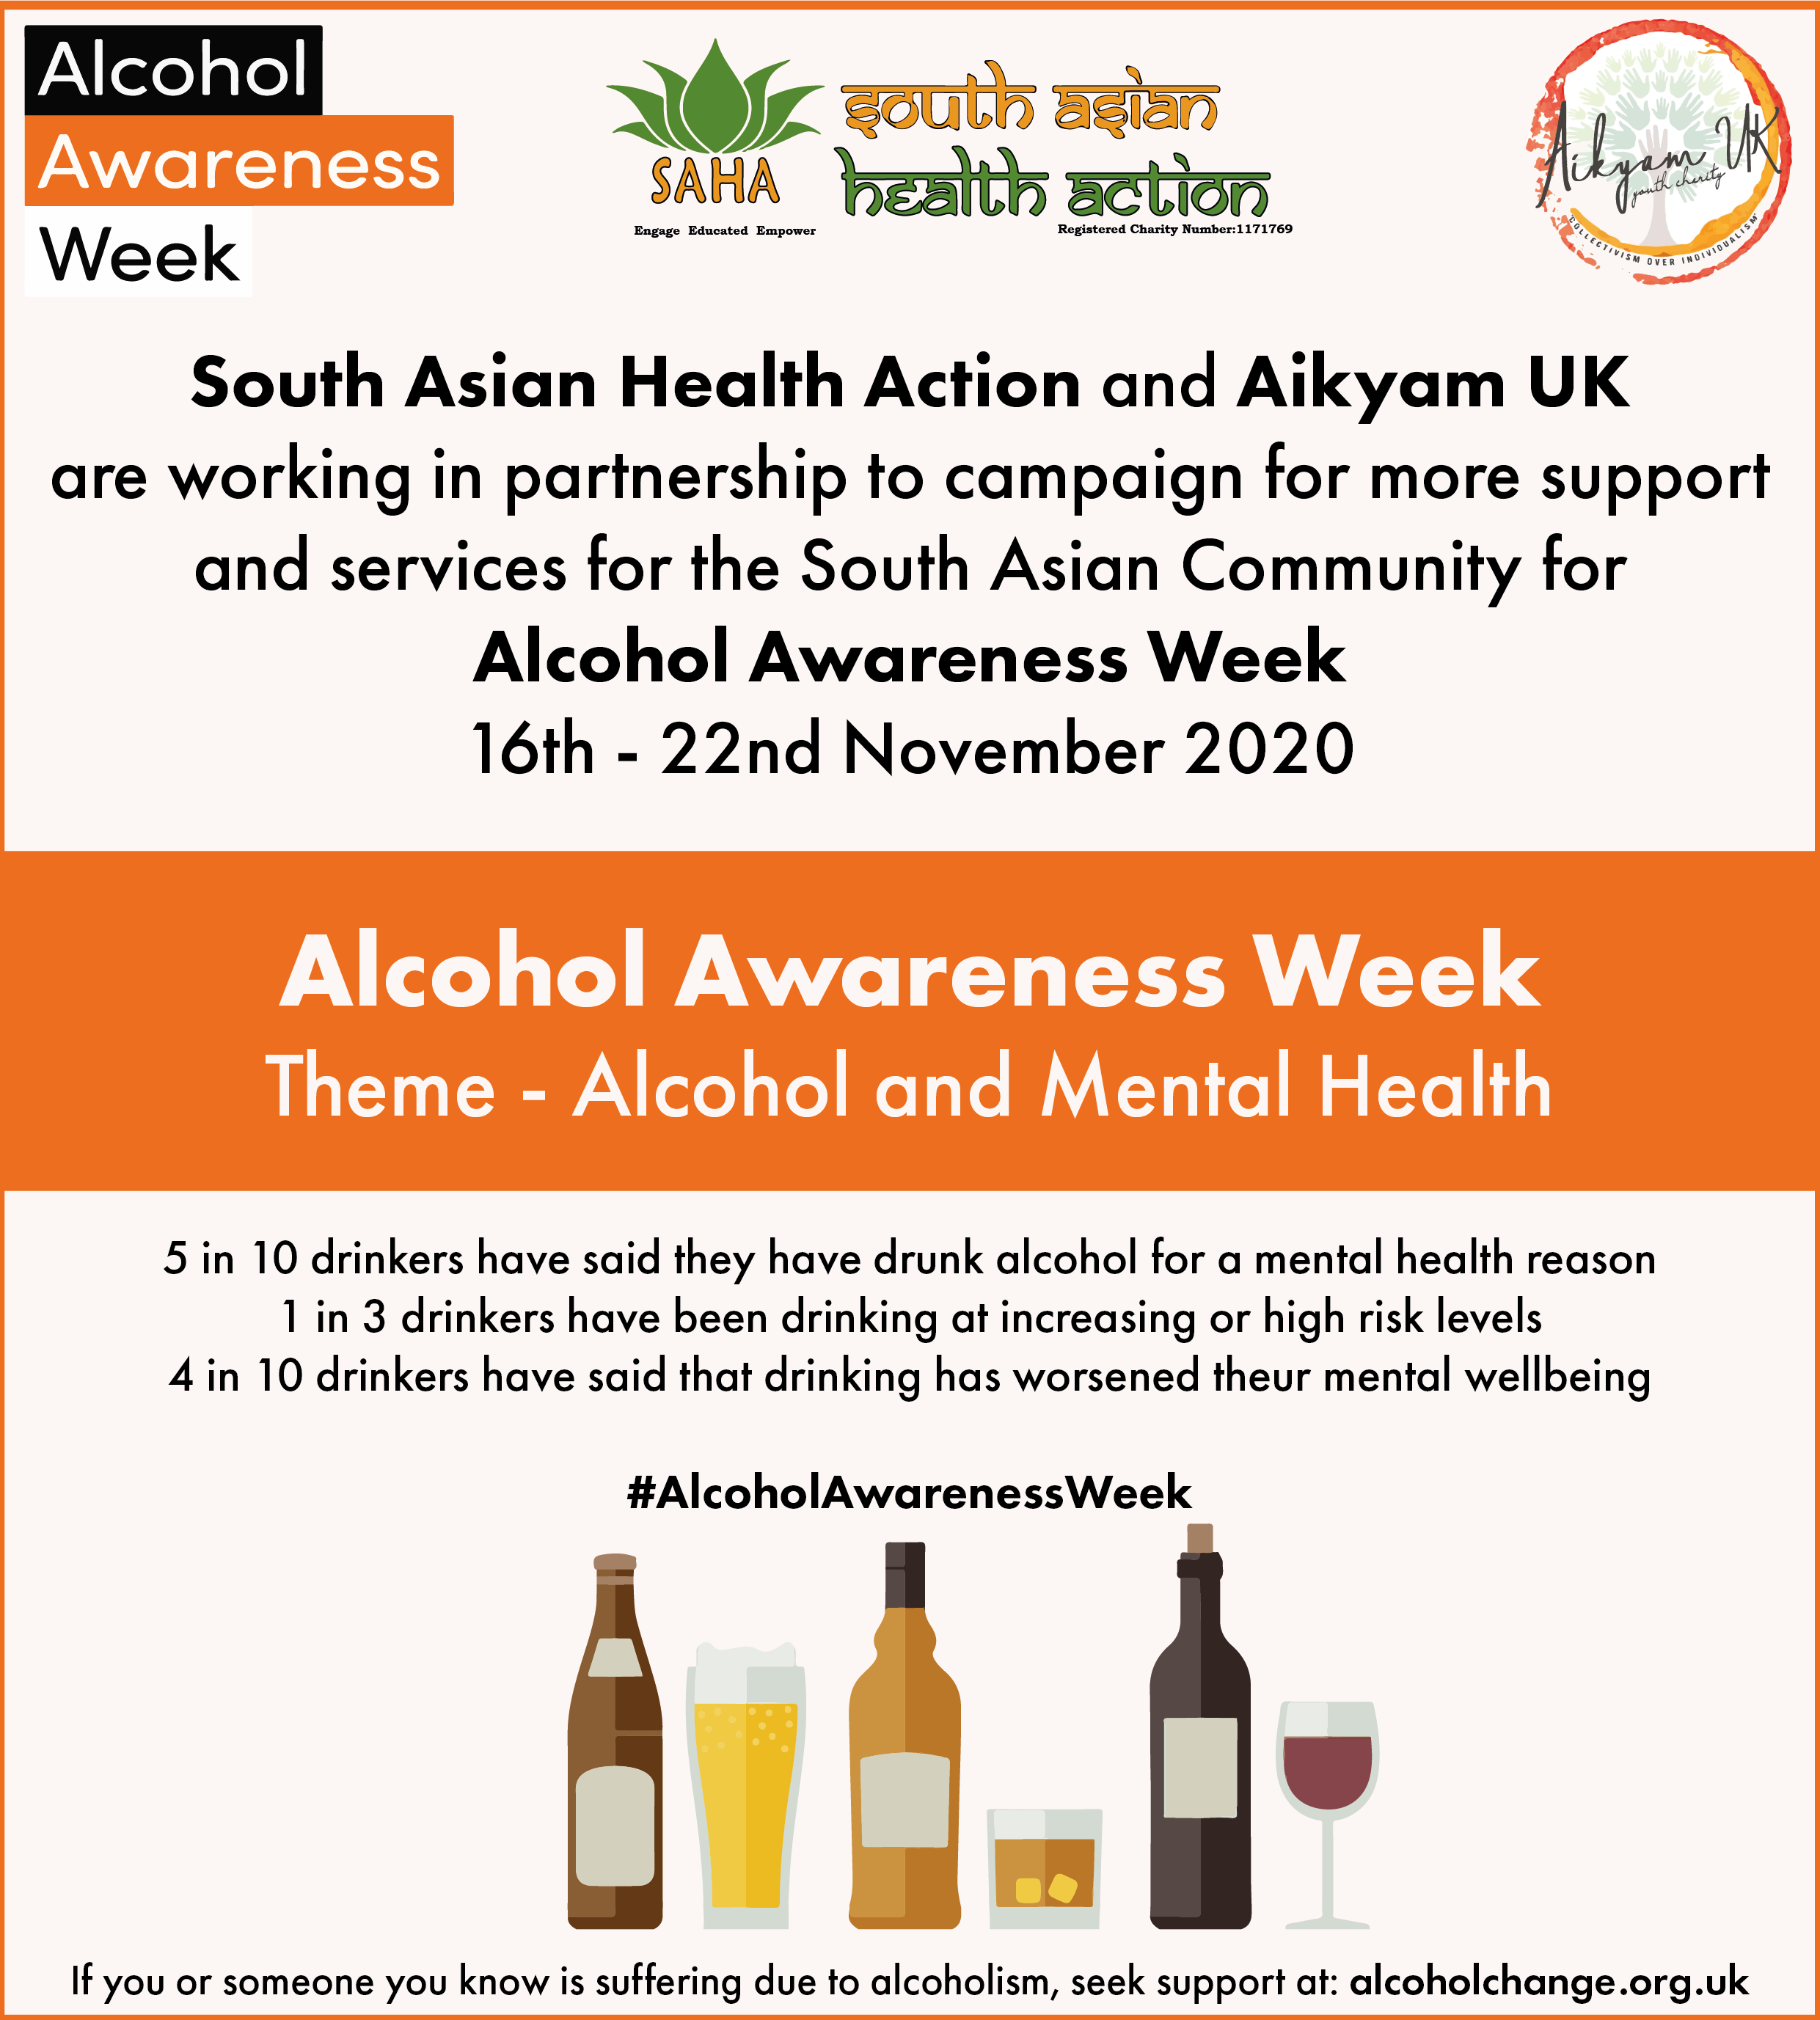 Alcohol
Awareness
Week
SAHA
Engage Educated Empower
south asian
health action
Registered Charity Number:1171769
Aikyam UK
youth charity
COLLECTIVISM OVER INDIVIDUALISM
South Asian Health Action and Aikyam UK
are working in partnership to campaign for more support
and services for the South Asian Community for
Alcohol Awareness Week
16th - 22nd November 2020
Alcohol Awareness Week
Theme - Alcohol and Mental Health
5 in 10 drinkers have said they have drunk alcohol for a mental health reason
1 in 3 drinkers have been drinking at increasing or high risk levels
4 in 10 drinkers have said that drinking has worsened theur mental wellbeing
#AlcoholAwarenessWeek
If you or someone you know is suffering due to alcoholism, seek support at: alcoholchange.org.uk